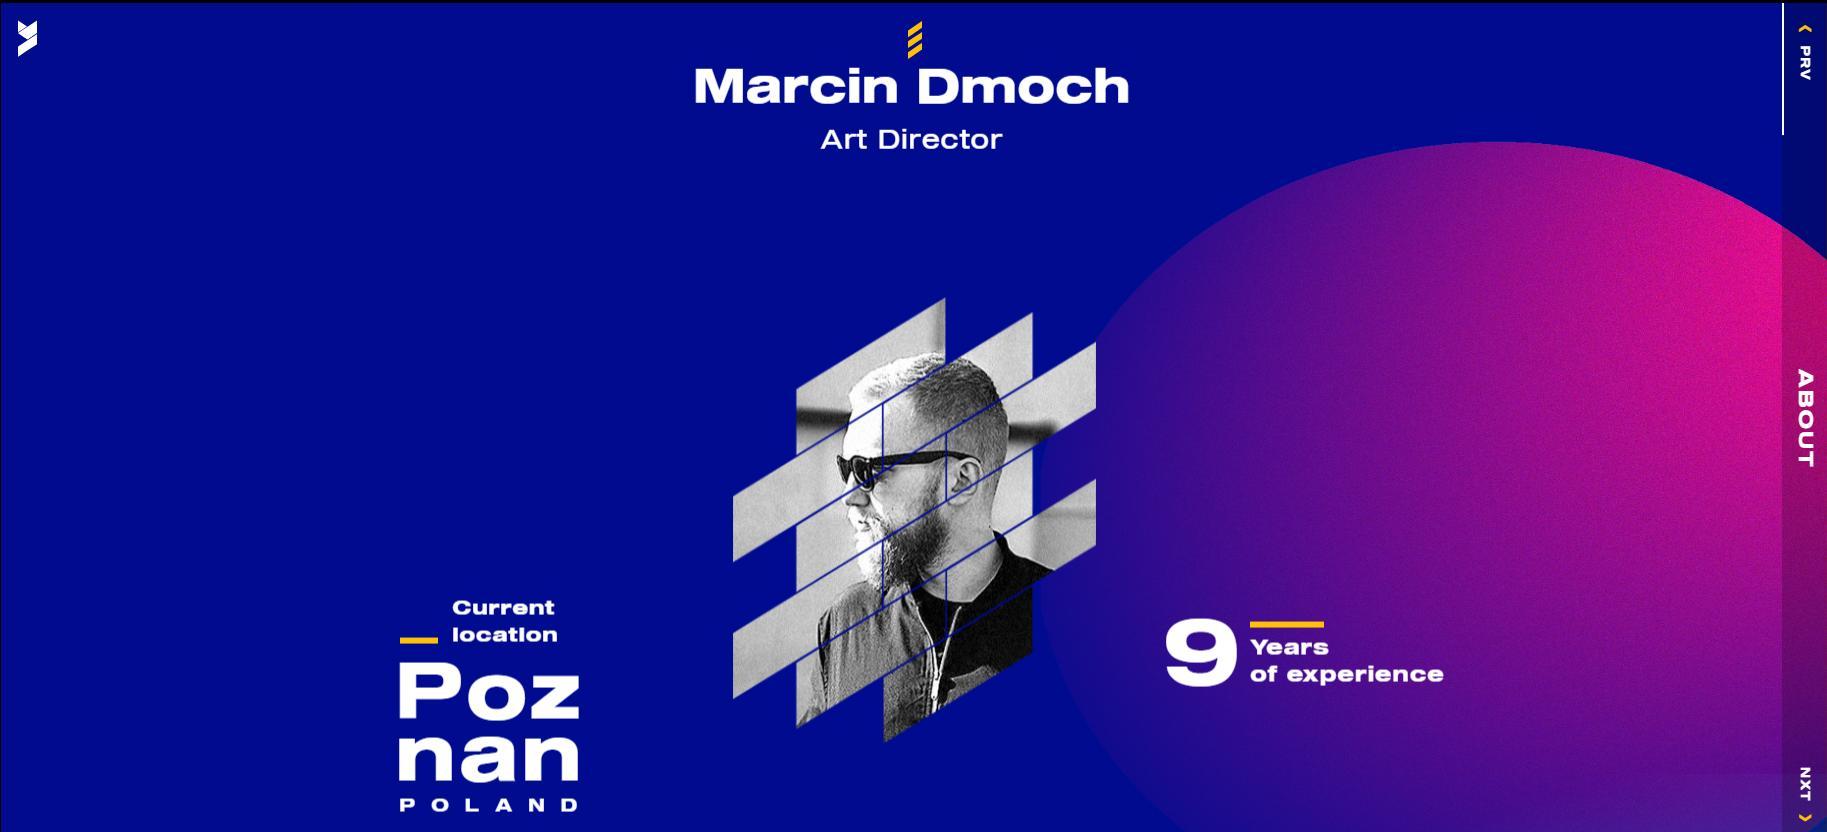 Marcin Dmoch
Art Director
PRV
ABOUT
NXT
Current
location
Poz
nan
POLAND
9
Years
of experience